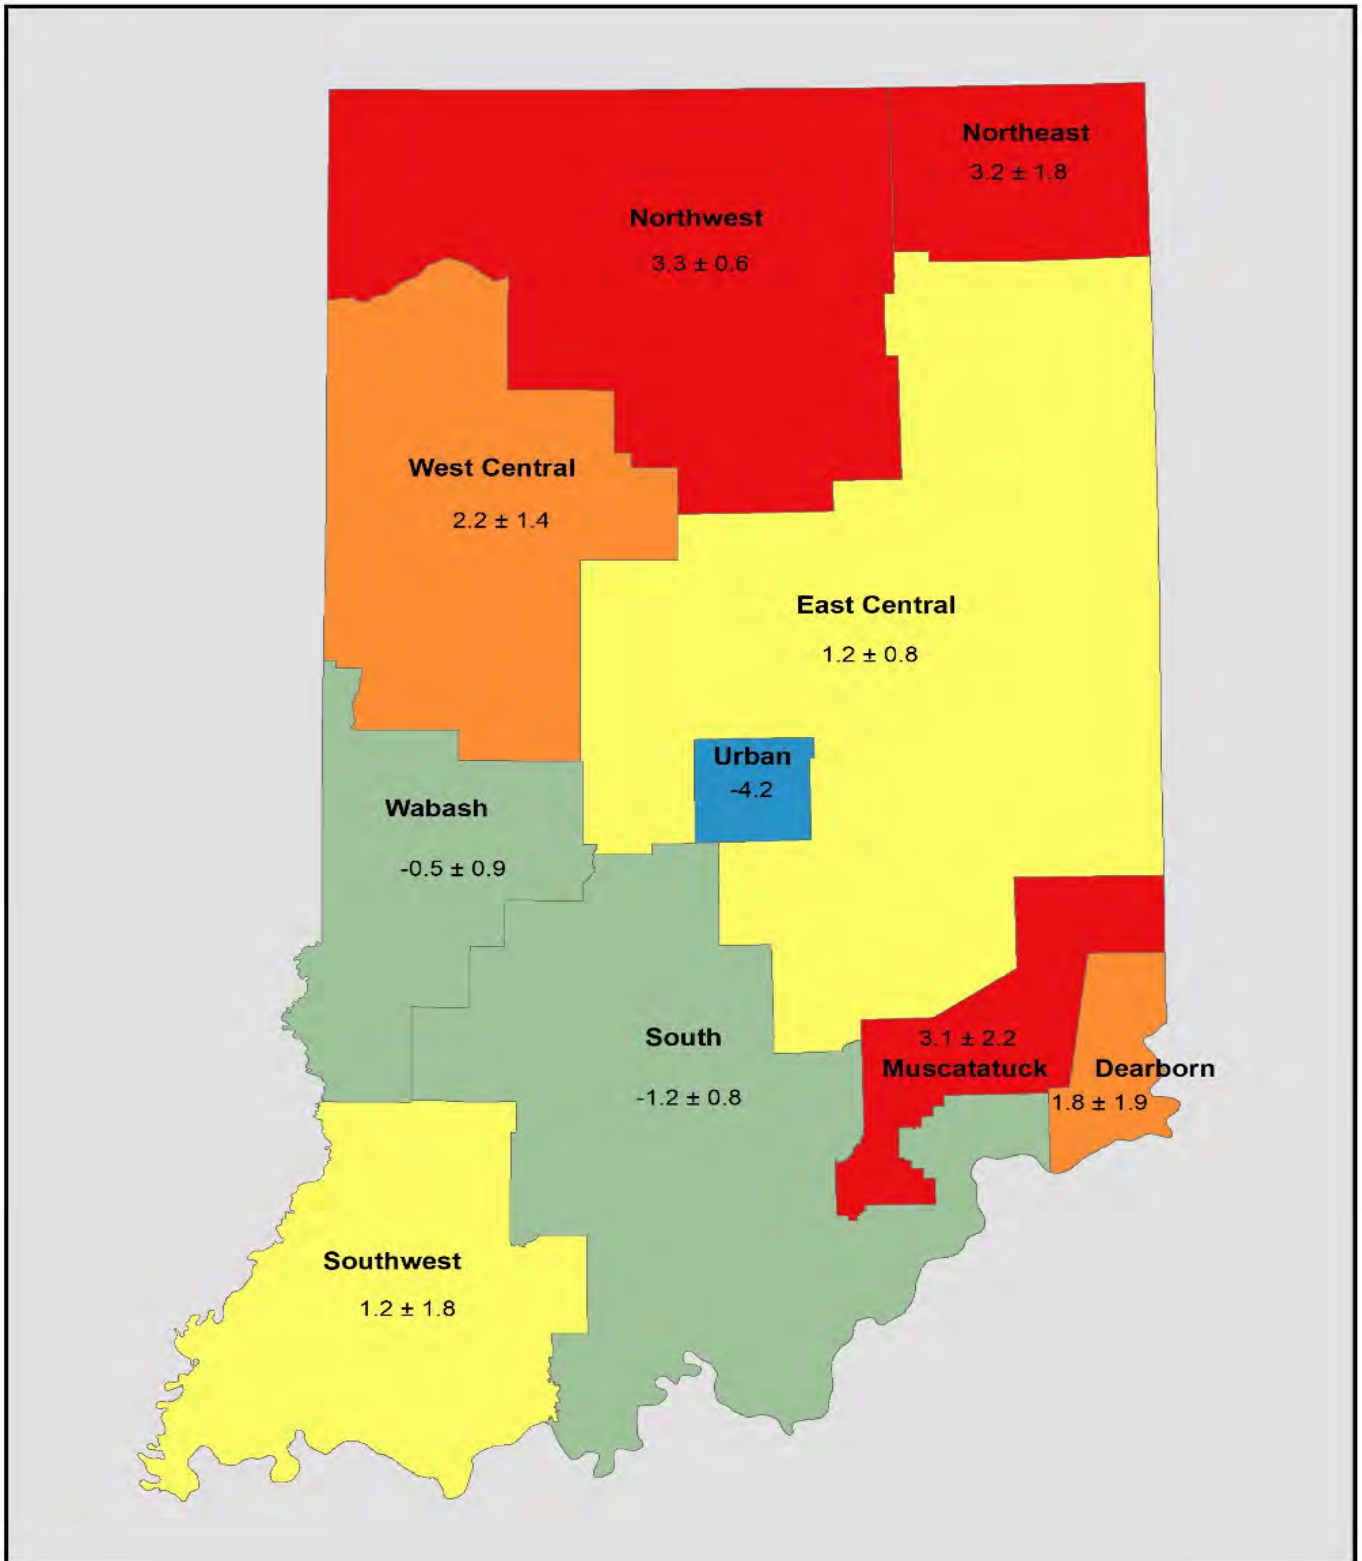 Northeast
3.2 ± 1.8
Northwest
3.3 ± 0.6
West Central
2.2 ± 1.4
East Central
1.2 ± 0.8
Urban
-4.2
Wabash
-0.5 ± 0.9
South
-1.2 ± 0.8
3.1 ± 2.2
Muscatatuck
Dearborn
1.8 ± 1.9
Southwest
1.2 ± 1.8